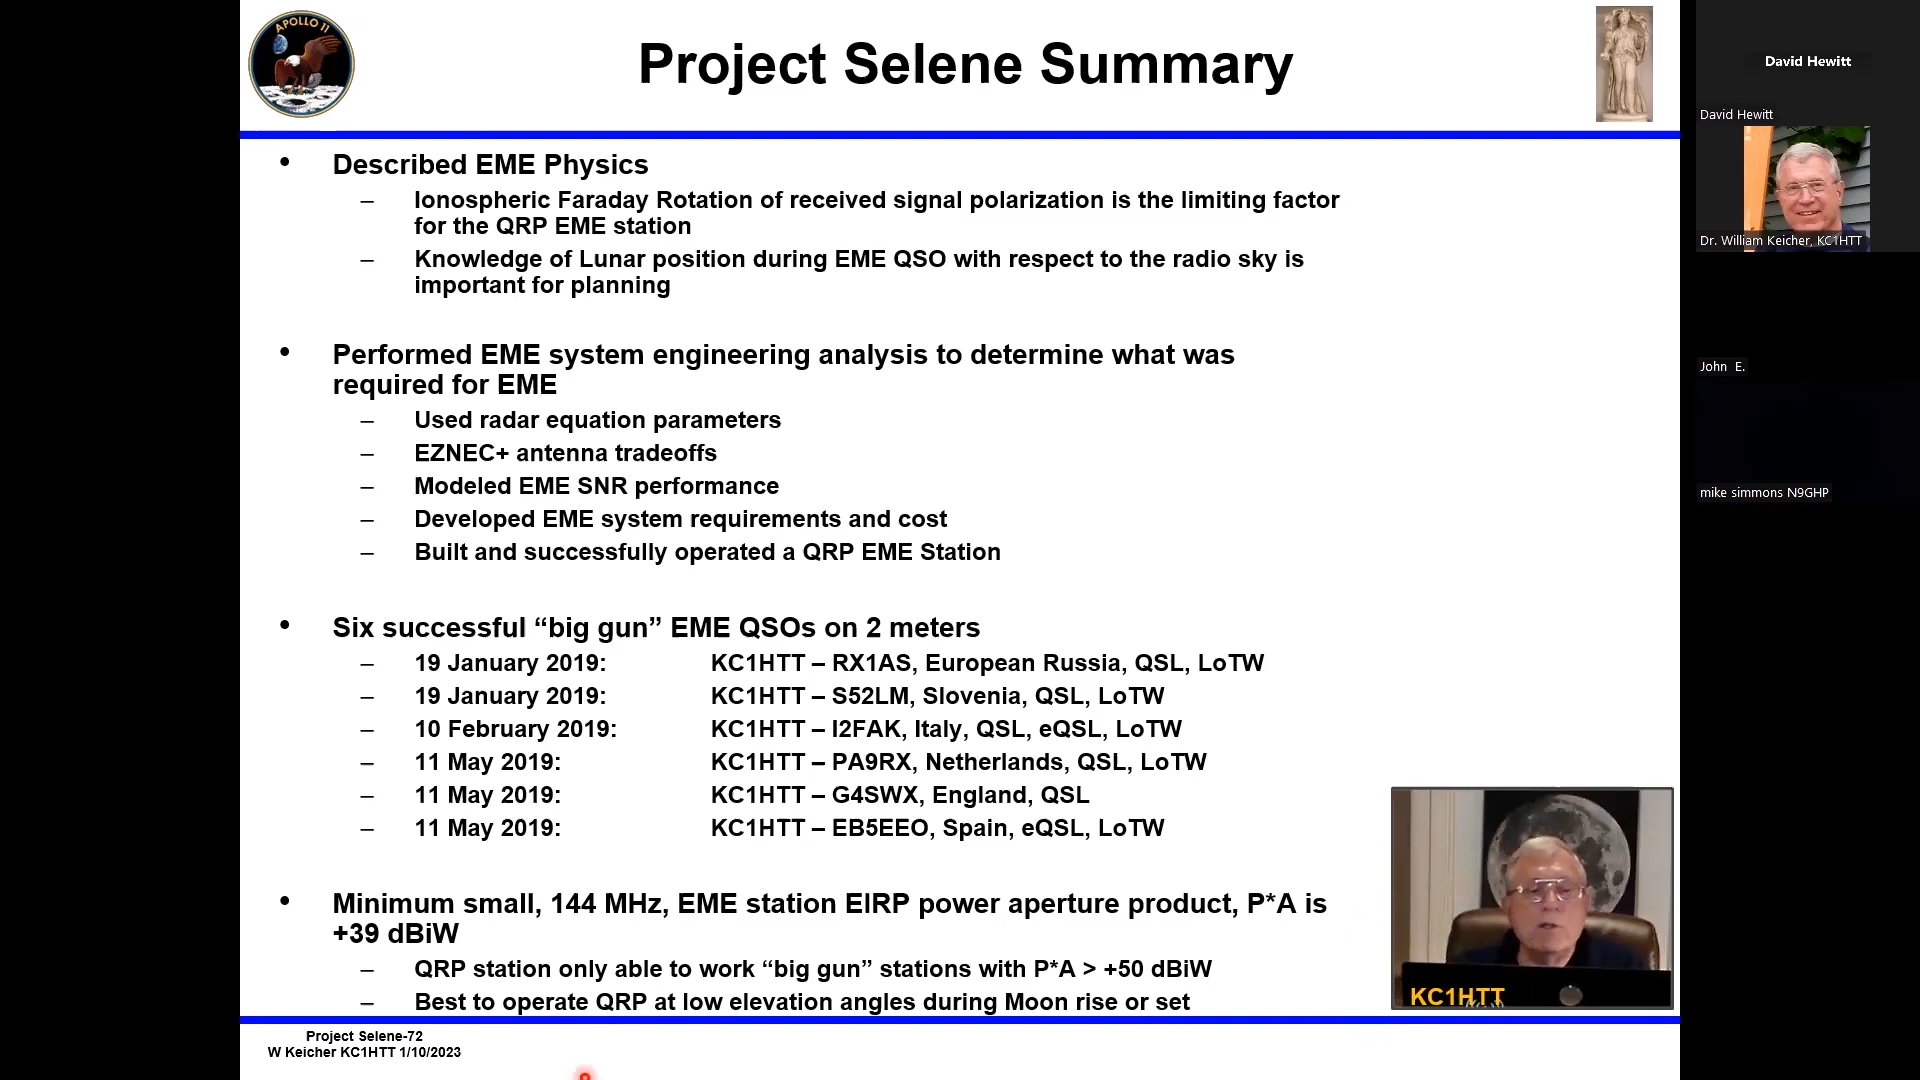 APOLLO 11
Project Selene Summary
• Described EME Physics
– Ionospheric Faraday Rotation of received signal polarization is the limiting factor
for the QRP EME station
– Knowledge of Lunar position during EME QSO with respect to the radio sky is
important for planning
• Performed EME system engineering analysis to determine what was
required for EME
– Used radar equation parameters
– EZNEC+ antenna tradeoffs
– Modeled EME SNR performance
– Developed EME system requirements and cost
– Built and successfully operated a QRP EME Station
• Six successful “big gun” EME QSOs on 2 meters
– 19 January 2019: KC1HTT – RX1AS, European Russia, QSL, LoTW
– 19 January 2019: KC1HTT – S52LM, Slovenia, QSL, LoTW
– 10 February 2019: KC1HTT – I2FAK, Italy, QSL, eQSL, LoTW
– 11 May 2019: KC1HTT – PA9RX, Netherlands, QSL, LoTW
– 11 May 2019: KC1HTT – G4SWX, England, QSL
– 11 May 2019: KC1HTT – EB5EEO, Spain, eQSL, LoTW
• Minimum small, 144 MHz, EME station EIRP power aperture product, P*A is
+39 dBiW
– QRP station only able to work “big gun” stations with P*A > +50 dBiW
– Best to operate QRP at low elevation angles during Moon rise or set
KC1HTT
Project Selene-72
W Keicher KC1HTT 1/10/2023
David Hewitt
David Hewitt
Dr. William Keicher, KC1HTT
John E.
mike simmons N9GHP